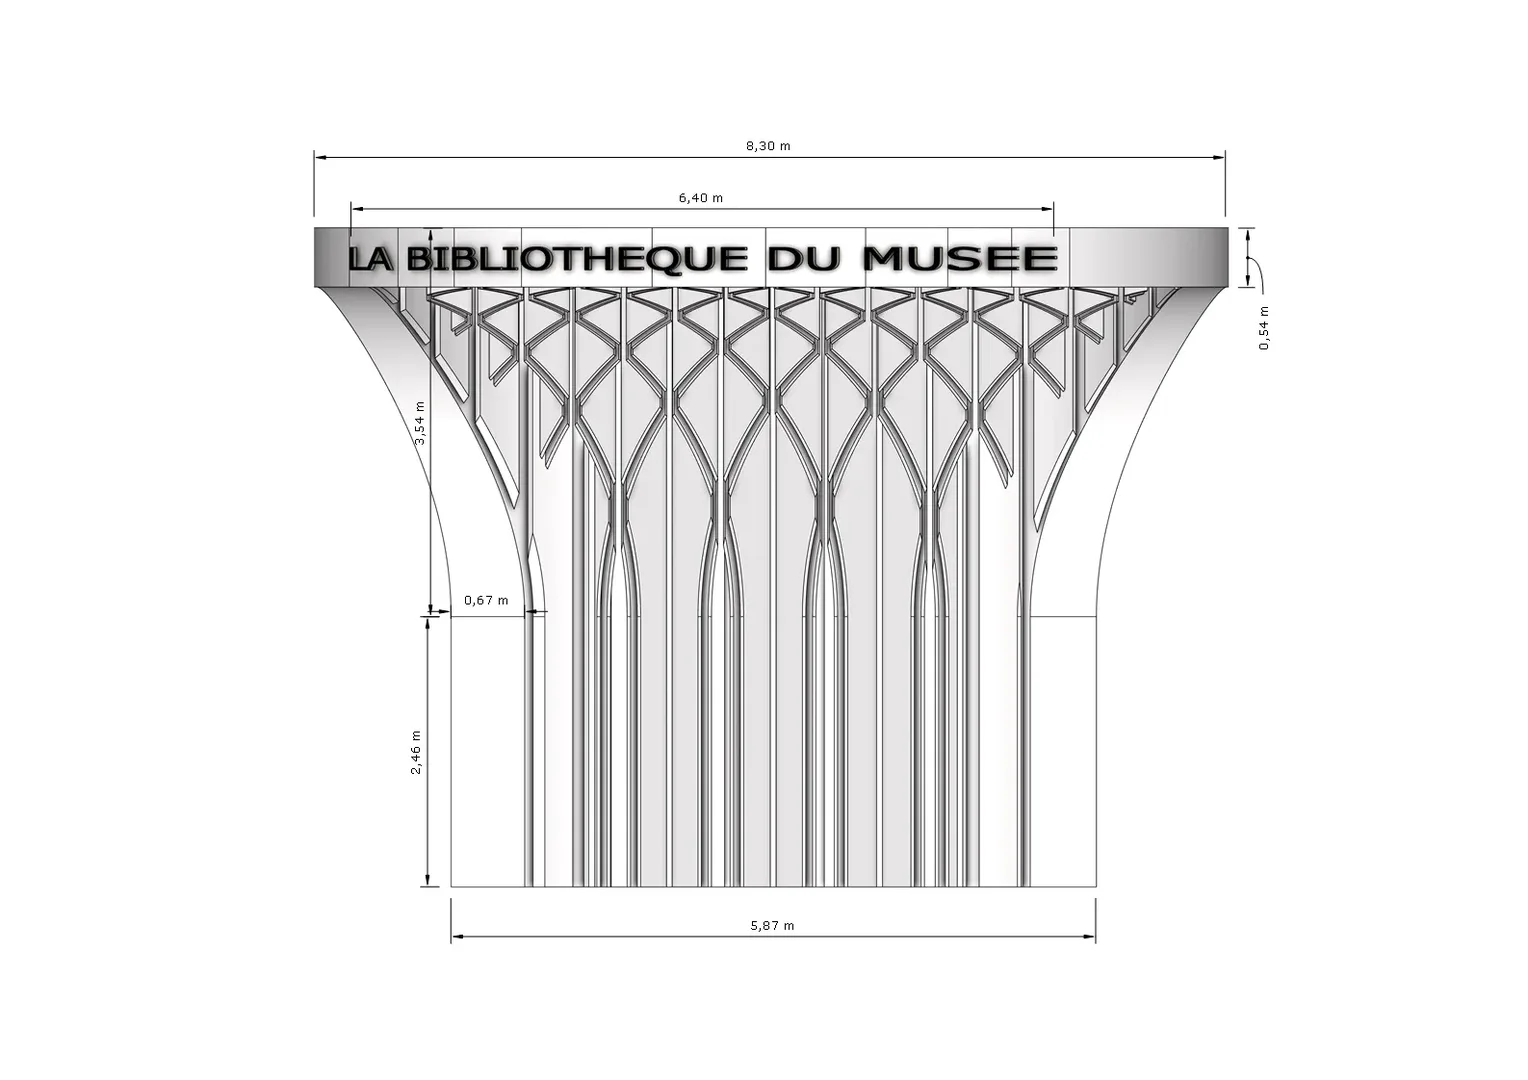 8,30 m
6,40 m
LA BIBLIOTHEQUE DU MUSEE
0,54 m
3,54 m
0,67 m
2,46 m
5,87 m